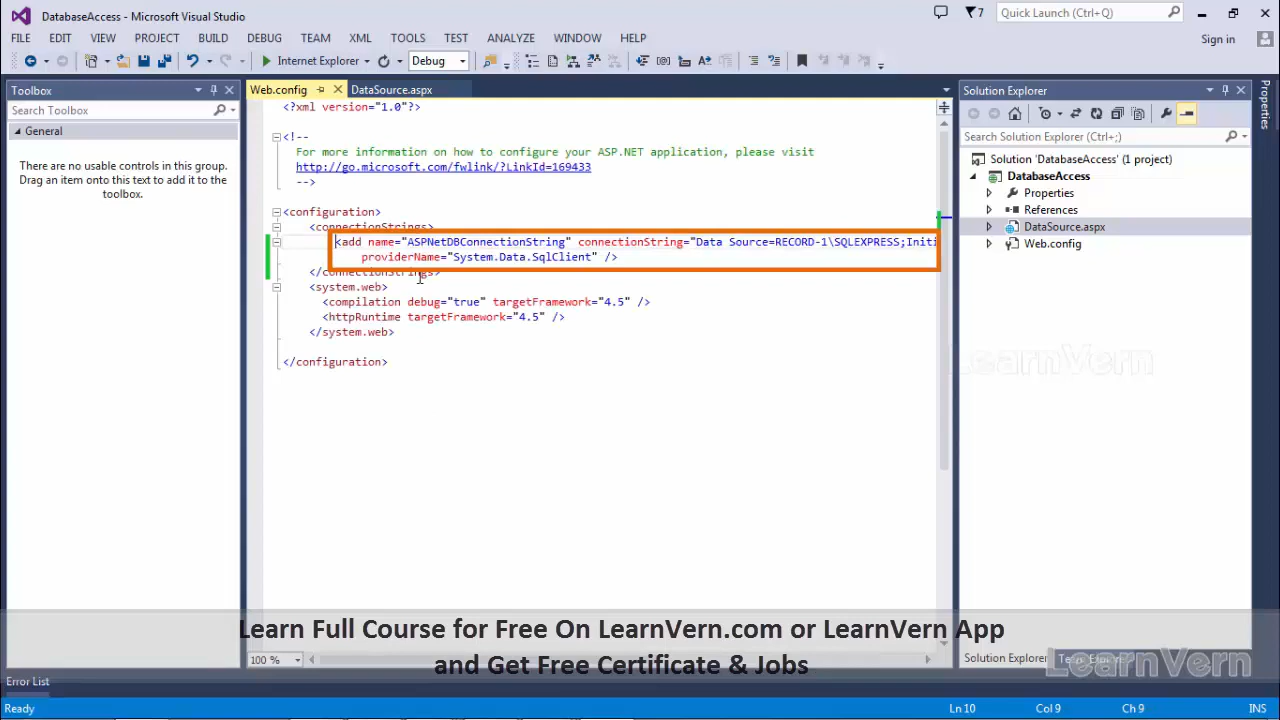 DatabaseAccess - Microsoft Visual Studio
7
Quick Launch (Ctrl+Q)
FILE EDIT VIEW PROJECT BUILD DEBUG TEAM XML TOOLS TEST ANALYZE WINDOW HELP
Sign in
Internet Explorer
Debug
Toolbox
Search Toolbox
General
There are no usable controls in this group.
Drag an item onto this text to add it to the
toolbox.
Web.config
DataSource.aspx
<?xml version="1.0"?>
<!--
For more information on how to configure your ASP.NET application, please visit
http://go.microsoft.com/fwlink/?LinkId=169433
-->
<configuration>
<connectionStrings>
<add name="ASPNetDBConnectionString" connectionString="Data Source=RECORD-1\SQLEXPRESS;Initi
providerName="System.Data.SqlClient" />
</connectionStrings>
<system.web>
<compilation debug="true" targetFramework="4.5" />
<httpRuntime targetFramework="4.5" />
</system.web>
</configuration>
Solution Explorer
Search Solution Explorer (Ctrl+;)
Solution 'DatabaseAccess' (1 project)
DatabaseAccess
Properties
References
DataSource.aspx
Web.config
Properties
LearnVern
Learn Full Course for Free On LearnVern.com or LearnVern App
and Get Free Certificate & Jobs
100 %
Solution Explorer
LearnVern
Error List
Ready
Ln 10
Col 9
Ch 9
INS